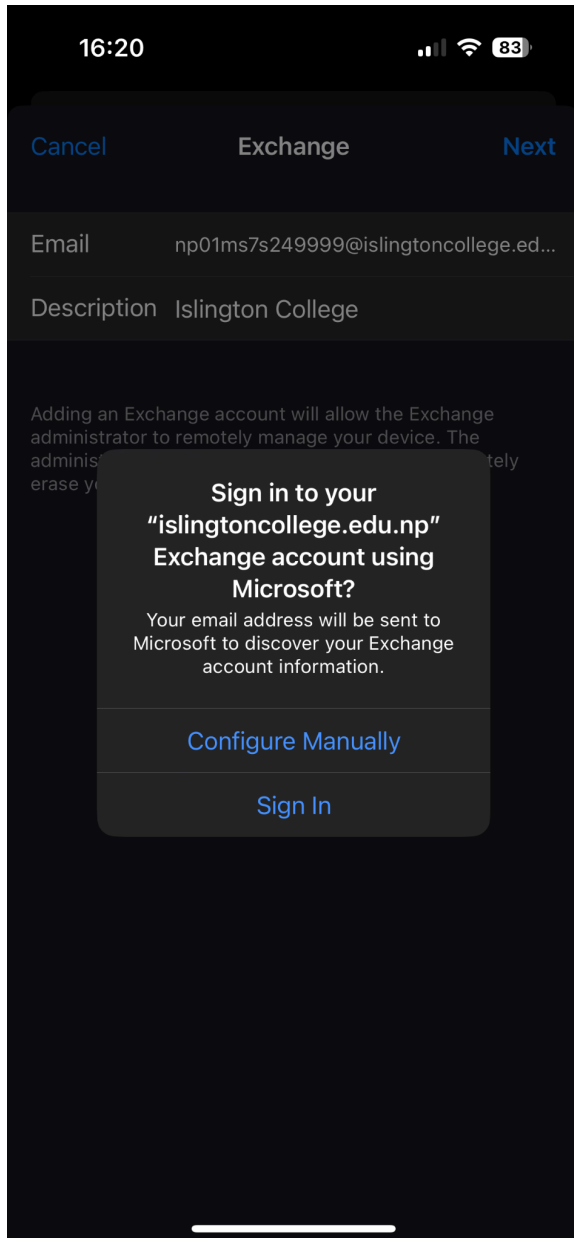 16:20
83
Cancel Exchange Next
Email np01ms7s249999@islingtoncollege.ed...
Description Islington College
Adding an Exchange account will allow the Exchange
administrator to remotely manage your device. The
adminis tely
erase y
Sign in to your
“islingtoncollege.edu.np”
Exchange account using
Microsoft?
Your email address will be sent to
Microsoft to discover your Exchange
account information.
Configure Manually
Sign In